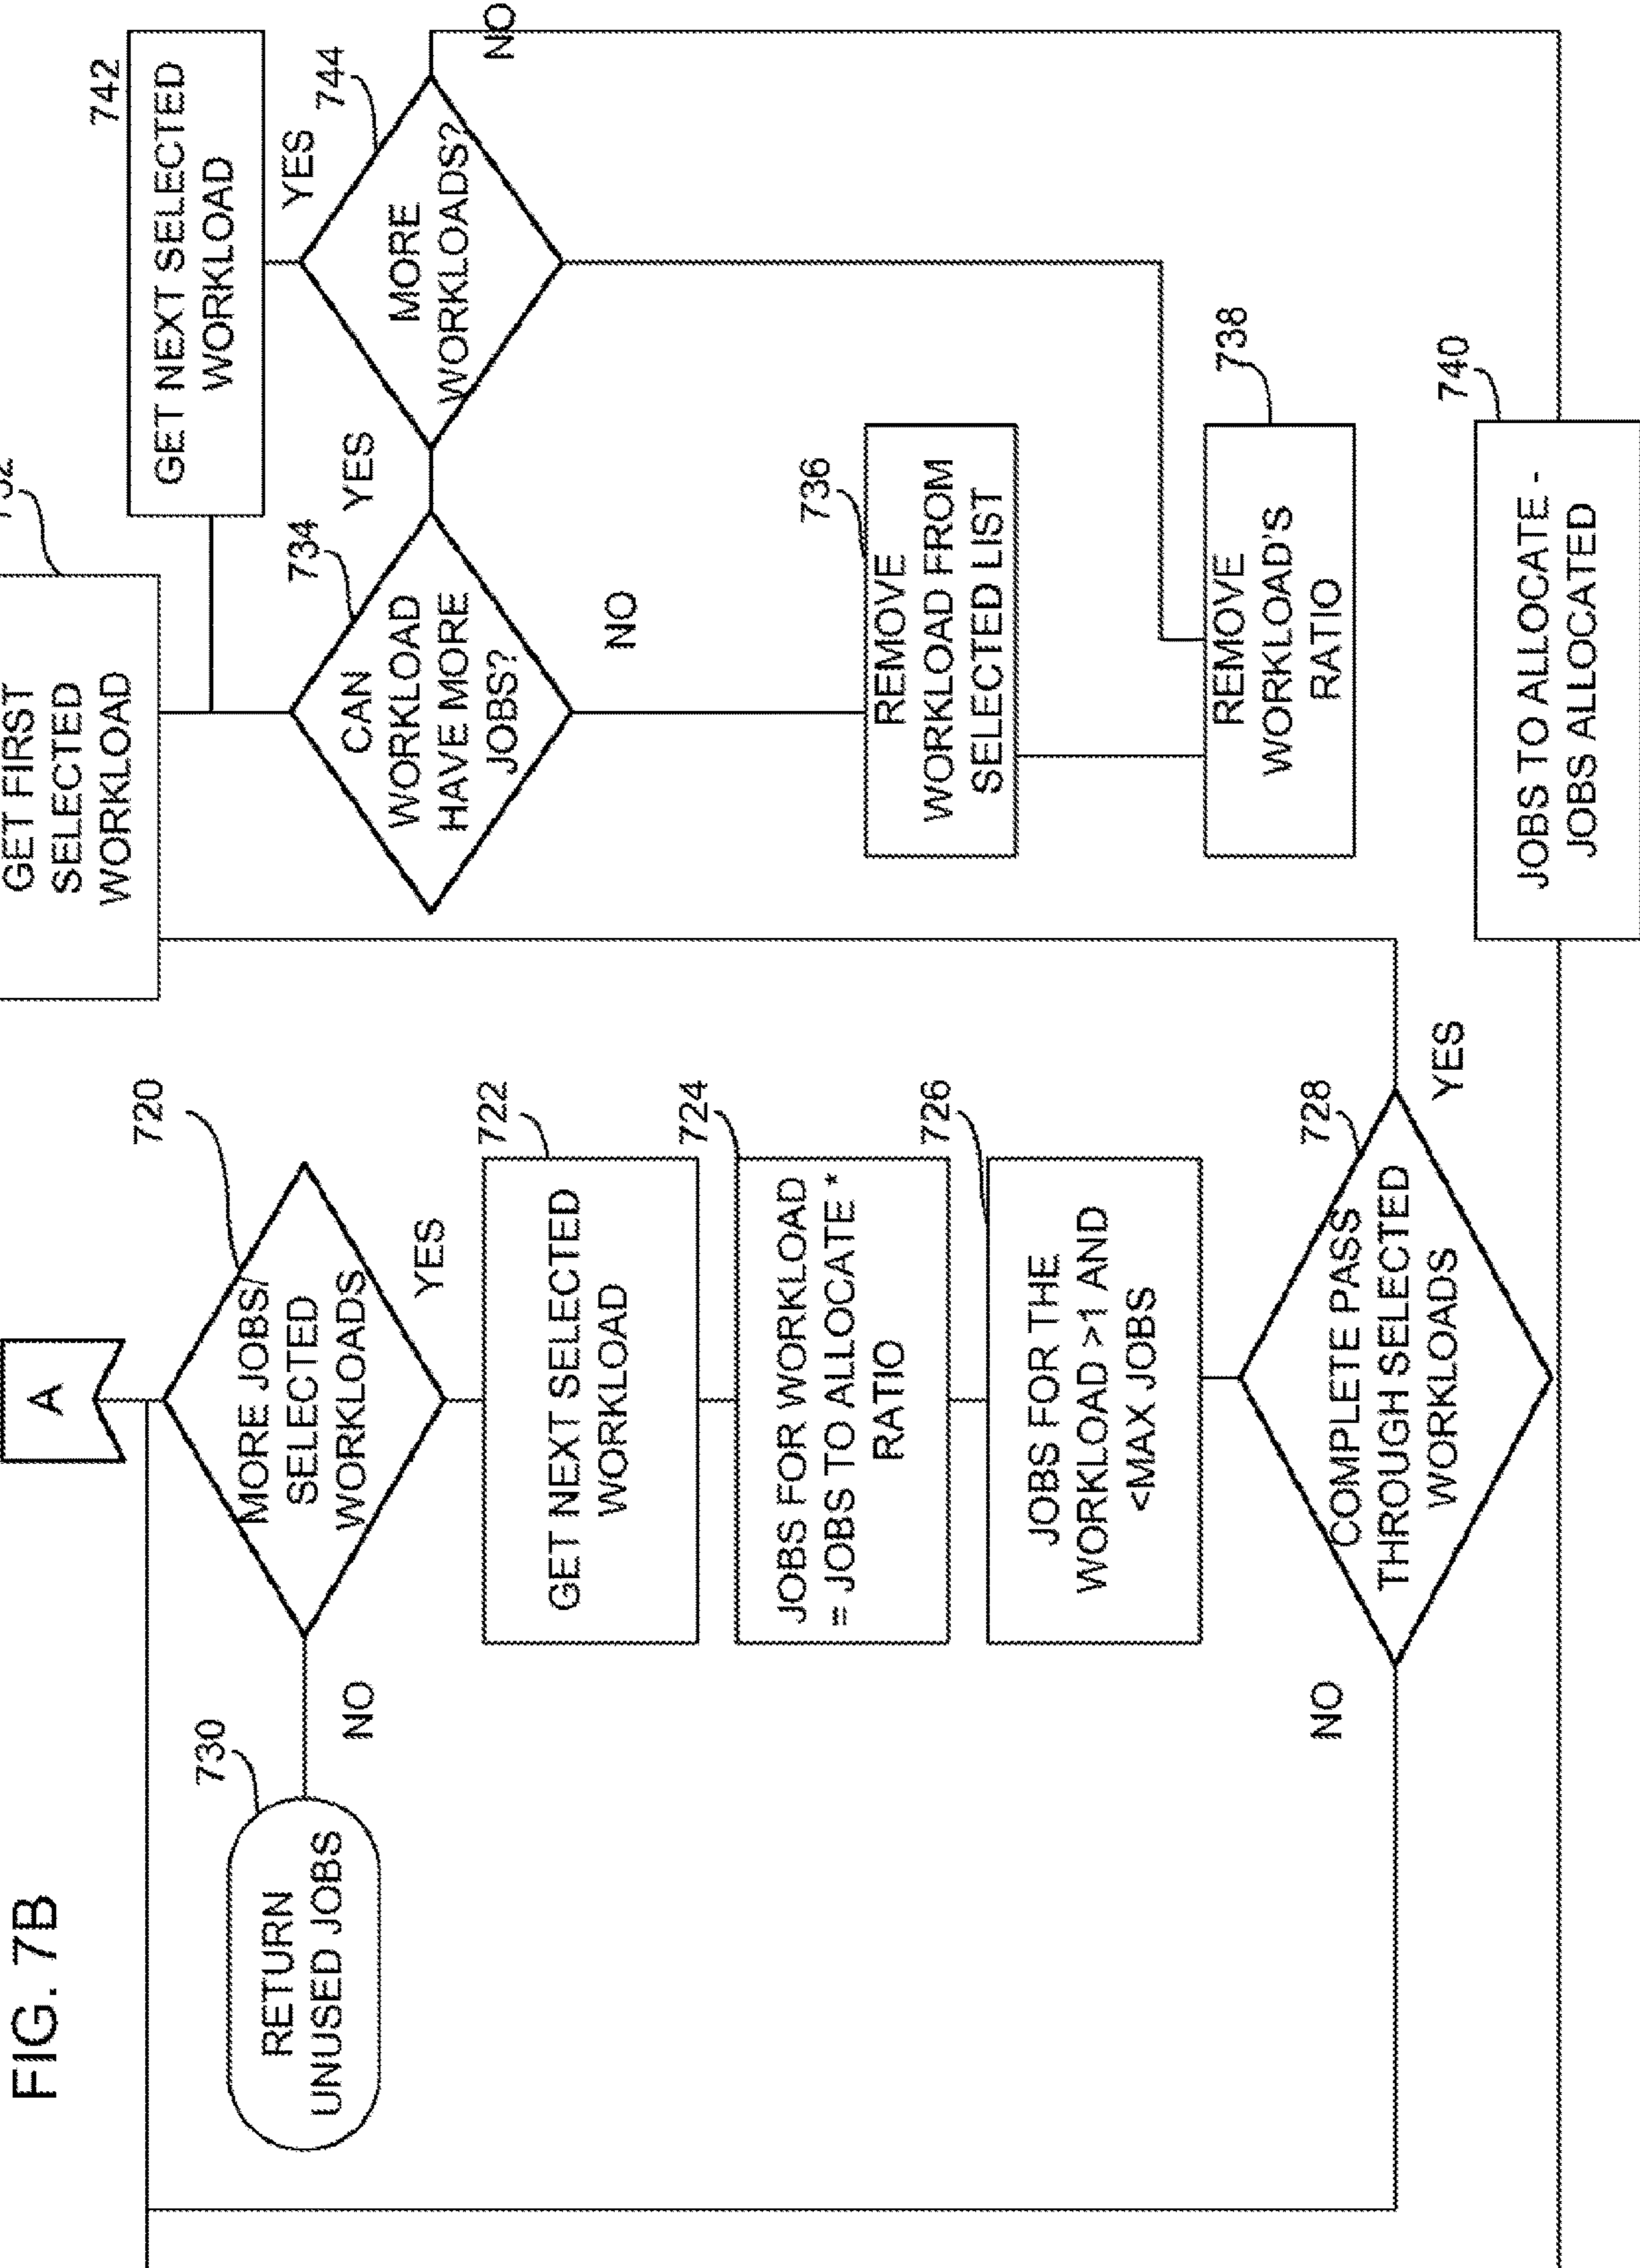 FIG. 7B
A
720
MORE JOBS/
SELECTED
WORKLOADS
NO
YES
730
RETURN
UNUSED JOBS
722
GET NEXT SELECTED
WORKLOAD
724
JOBS FOR WORKLOAD
= JOBS TO ALLOCATE *
RATIO
726
JOBS FOR THE
WORKLOAD >1 AND
<MAX JOBS
728
COMPLETE PASS
THROUGH SELECTED
WORKLOADS
NO
YES
GET FIRST
SELECTED
WORKLOAD
734
CAN
WORKLOAD
HAVE MORE
JOBS?
YES
NO
736
REMOVE
WORKLOAD FROM
SELECTED LIST
738
REMOVE
WORKLOAD'S
RATIO
740
JOBS TO ALLOCATE -
JOBS ALLOCATED
742
GET NEXT SELECTED
WORKLOAD
YES
744
MORE
WORKLOADS?
NO